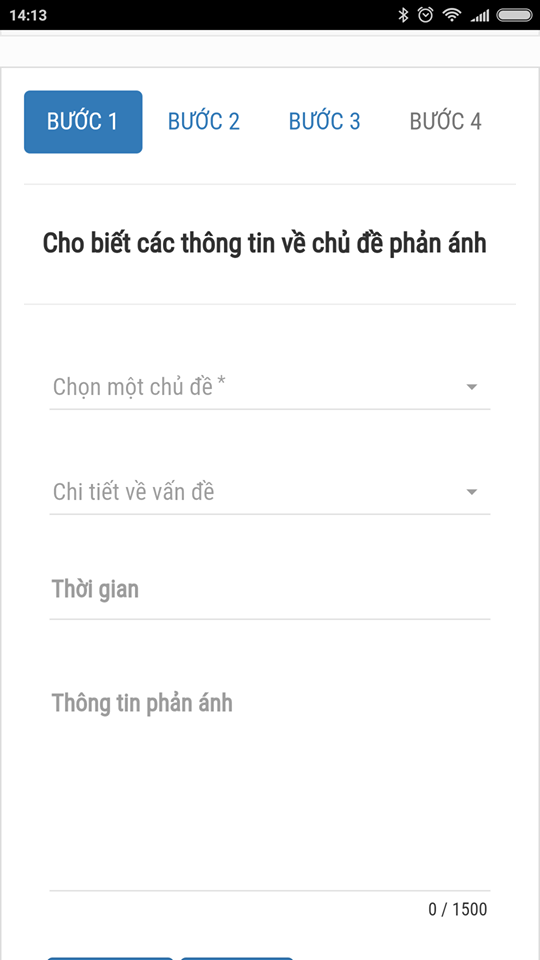 14:13
BƯỚC 1 BƯỚC 2 BƯỚC 3 BƯỚC 4
Cho biết các thông tin về chủ đề phản ánh
Chọn một chủ đề *
Chi tiết về vấn đề
Thời gian
Thông tin phản ánh
0 / 1500